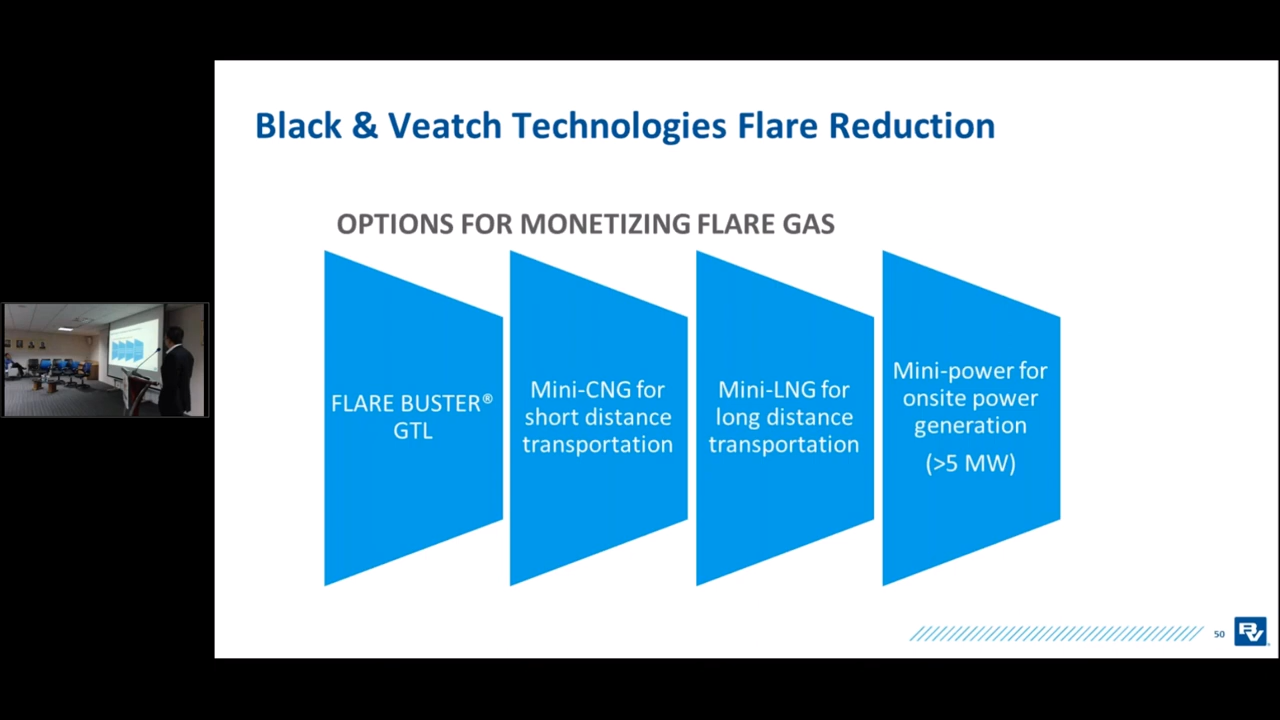 Black & Veatch Technologies Flare Reduction
OPTIONS FOR MONETIZING FLARE GAS
FLARE BUSTER®
GTL
Mini-CNG for
short distance
transportation
Mini-LNG for
long distance
transportation
Mini-power for
onsite power
generation
(>5 MW)
50
BV